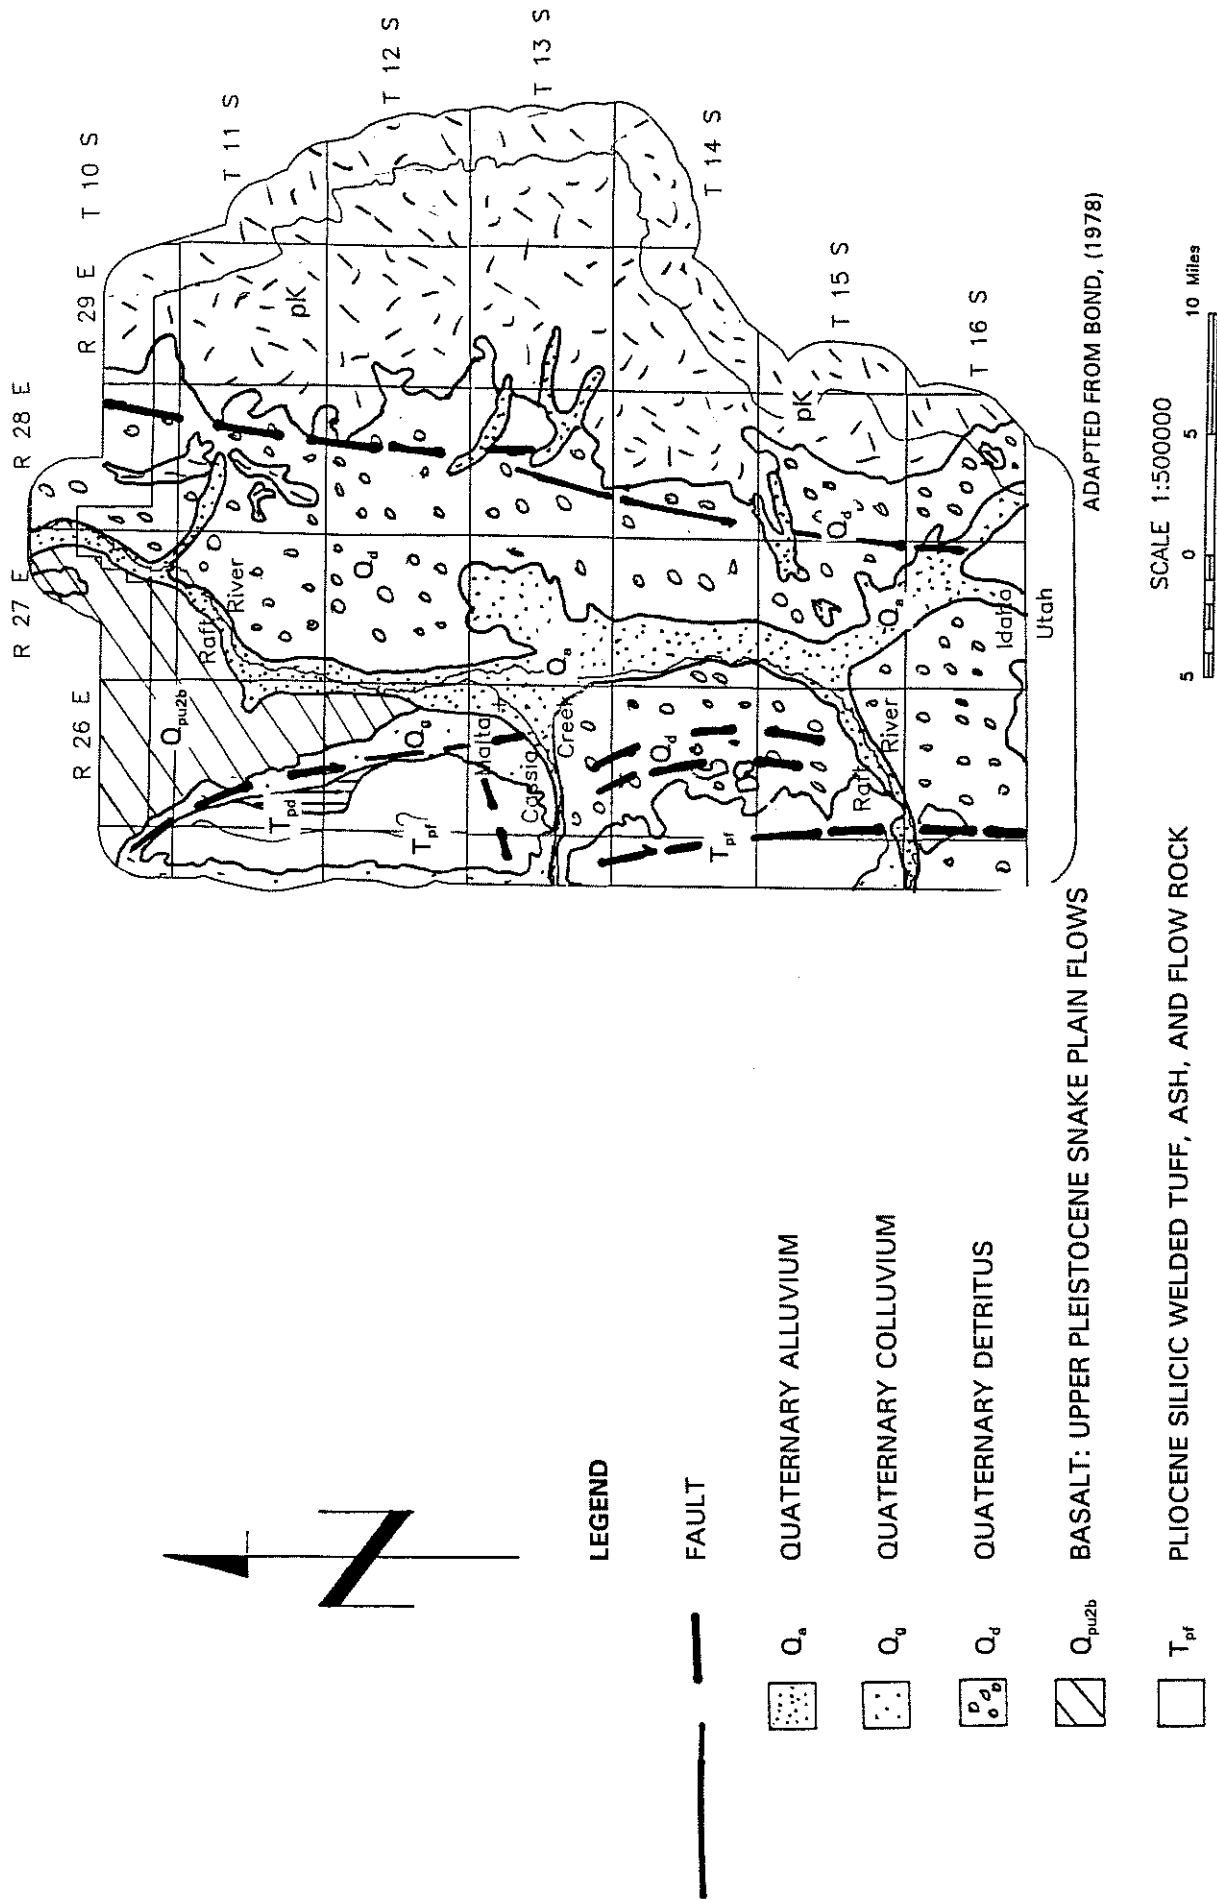 R 26 E
R 27 E
R 28 E
R 29 E
T 10 S
T 11 S
T 12 S
T 13 S
T 14 S
T 15 S
T 16 S
Qpu2b
Raft
River
Qd
pK
Tpd
Tpf
Qg
Malta
Cassia
Creek
Qa
Qd
Tpf
Raft
River
Qa
Qd
pK
Idaho
Utah
ADAPTED FROM BOND, (1978)
SCALE 1:500000
5 0 5 10 Miles
N
LEGEND
FAULT
Qa QUATERNARY ALLUVIUM
Qg QUATERNARY COLLUVIUM
Qd QUATERNARY DETRITUS
Qpu2b BASALT: UPPER PLEISTOCENE SNAKE PLAIN FLOWS
Tpf PLIOCENE SILICIC WELDED TUFF, ASH, AND FLOW ROCK